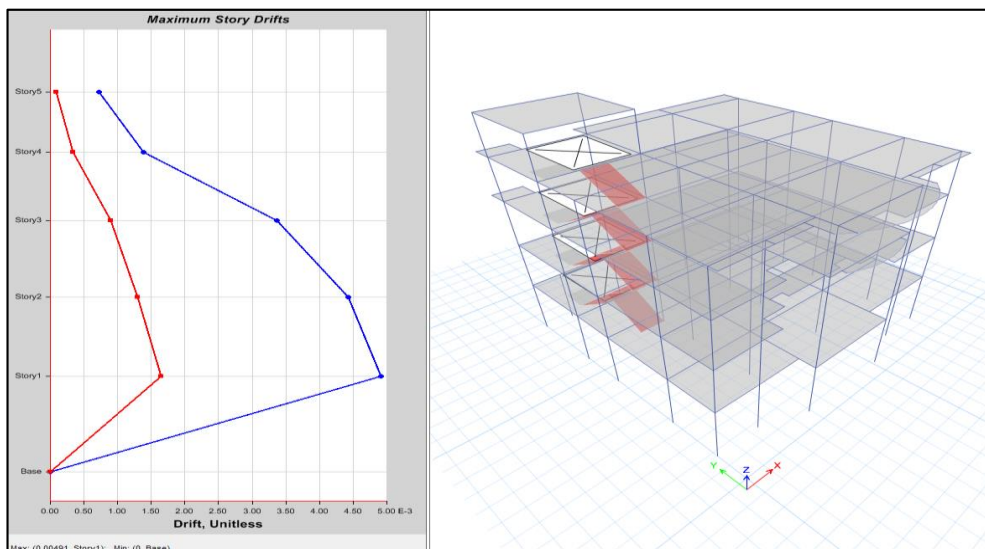 Maximum Story Drifts
Story5
Story4
Story3
Story2
Story1
Base
0.00 0.50 1.00 1.50 2.00 2.50 3.00 3.50 4.00 4.50 5.00 E-3
Drift, Unitless
Max: (0.00491, Story1); Min: (0, Base)
Y Z X